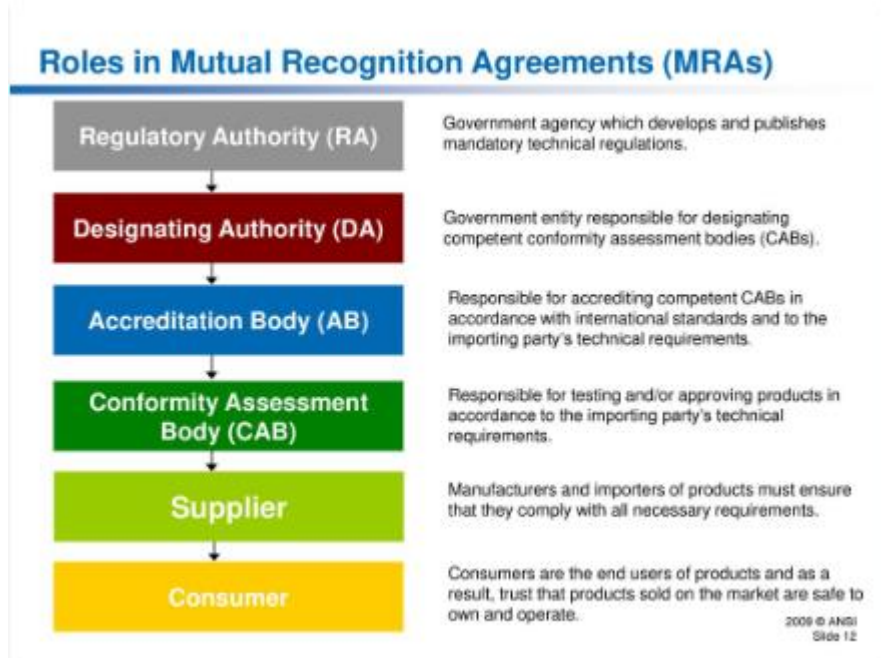 Roles in Mutual Recognition Agreements (MRAs)
Regulatory Authority (RA)
Government agency which develops and publishes
mandatory technical regulations.
Designating Authority (DA)
Government entity responsible for designating
competent conformity assessment bodies (CABs).
Accreditation Body (AB)
Responsible for accrediting competent CABs in
accordance with international standards and to the
importing party's technical requirements.
Conformity Assessment
Body (CAB)
Responsible for testing and/or approving products in
accordance to the importing party's technical
requirements.
Supplier
Manufacturers and importers of products must ensure
that they comply with all necessary requirements.
Consumer
Consumers are the end users of products and as a
result, trust that products sold on the market are safe to
own and operate.
2009 © ANSI
Slide 12